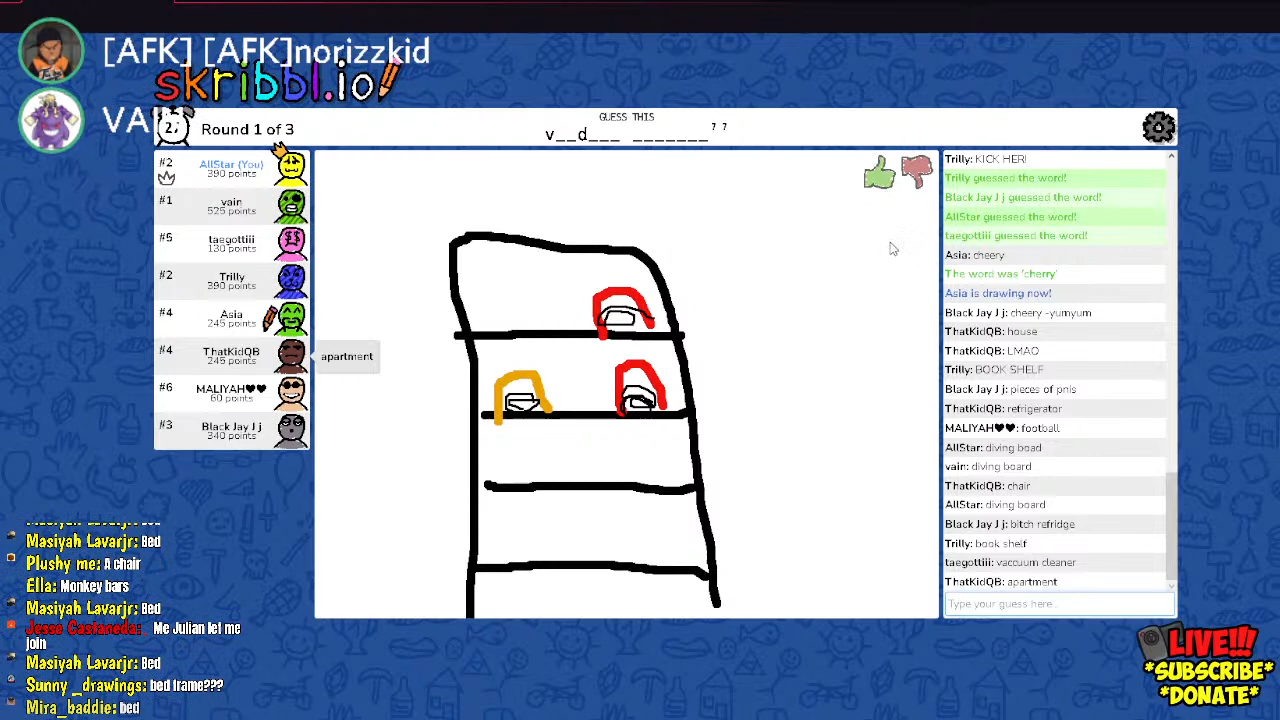 [AFK] [AFK]norizzkid
skribbl.io
Round 1 of 3
GUESS THIS
v__d___ _______ 7 7
#2 AllStar (You)
390 points
#1 vain
525 points
#5 taegottiii
130 points
#2 Trilly
390 points
#4 Asia
245 points
#4 ThatKidQB
245 points
apartment
#6 MALIYAH♥♥
60 points
#3 Black Jay J j
340 points
Trilly: KICK HER!
Trilly guessed the word!
Black Jay J j guessed the word!
AllStar guessed the word!
taegottiii guessed the word!
Asia: cheery
The word was 'cherry'
Asia is drawing now!
Black Jay J j: cheery -yumyum
ThatKidQB: house
ThatKidQB: LMAO
Trilly: BOOK SHELF
Black Jay J j: pieces of pnis
ThatKidQB: refrigerator
MALIYAH♥♥: football
AllStar: diving boad
vain: diving board
ThatKidQB: chair
AllStar: diving board
Black Jay J j: bitch refridge
Trilly: book shelf
taegottiii: vaccuum cleaner
ThatKidQB: apartment
Type your guess here...
Masiyah Lavarjr: Bed
Plushy me: A chair
Ella: Monkey bars
Masiyah Lavarjr: Bed
Jesse Castaneda: Me Julian let me
join
Masiyah Lavarjr: Bed
Sunny _drawings: bed frame???
Mira_baddie: bed
LIVE!!!
*SUBSCRIBE*
*DONATE*